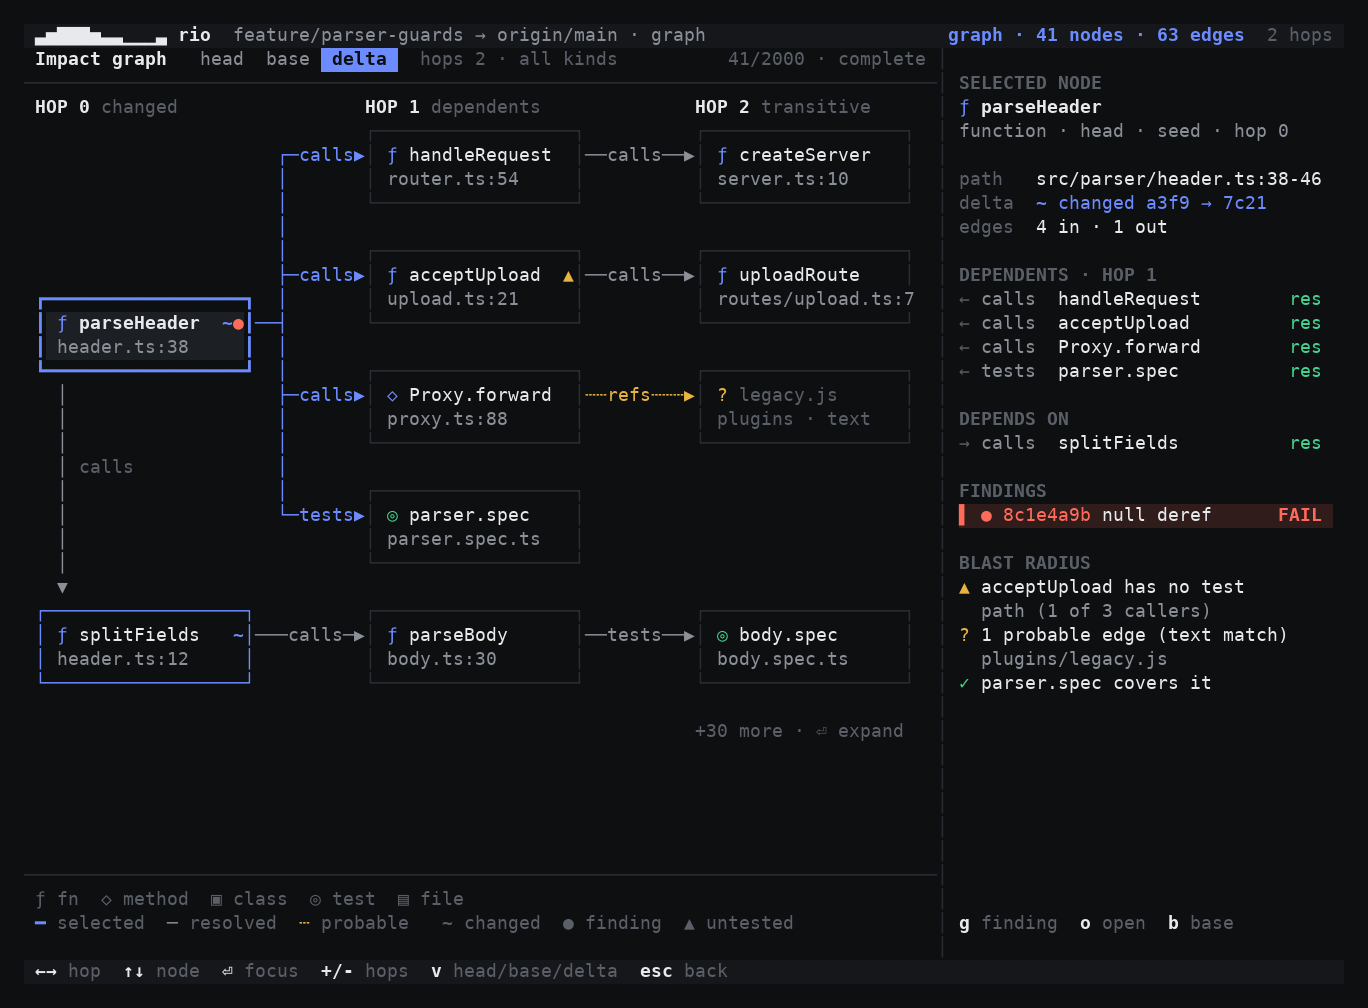 rio feature/parser-guards → origin/main · graph graph · 41 nodes · 63 edges 2 hops
Impact graph head base delta hops 2 · all kinds 41/2000 · complete
HOP 0 changed HOP 1 dependents HOP 2 transitive
calls▶ ƒ handleRequest ──calls─▶ ƒ createServer
router.ts:54 server.ts:10
calls▶ ƒ acceptUpload ▲ ──calls─▶ ƒ uploadRoute
upload.ts:21 routes/upload.ts:7
ƒ parseHeader ~●
header.ts:38
calls▶ ◇ Proxy.forward ┄┄refs┄┄┄▶ ? legacy.js
proxy.ts:88 plugins · text
calls
tests▶ ◎ parser.spec
parser.spec.ts
▼
ƒ splitFields ~ ───calls─▶ ƒ parseBody ──tests─▶ ◎ body.spec
header.ts:12 body.ts:30 body.spec.ts
+30 more · ⏎ expand
ƒ fn ◇ method ▣ class ◎ test ▤ file
━ selected ─ resolved ┄ probable ~ changed ● finding ▲ untested
SELECTED NODE
ƒ parseHeader
function · head · seed · hop 0
path src/parser/header.ts:38-46
delta ~ changed a3f9 → 7c21
edges 4 in · 1 out
DEPENDENTS · HOP 1
← calls handleRequest res
← calls acceptUpload res
← calls Proxy.forward res
← tests parser.spec res
DEPENDS ON
→ calls splitFields res
FINDINGS
● 8c1e4a9b null deref FAIL
BLAST RADIUS
▲ acceptUpload has no test
path (1 of 3 callers)
? 1 probable edge (text match)
plugins/legacy.js
✓ parser.spec covers it
g finding o open b base
←→ hop ↑↓ node ⏎ focus +/- hops v head/base/delta esc back